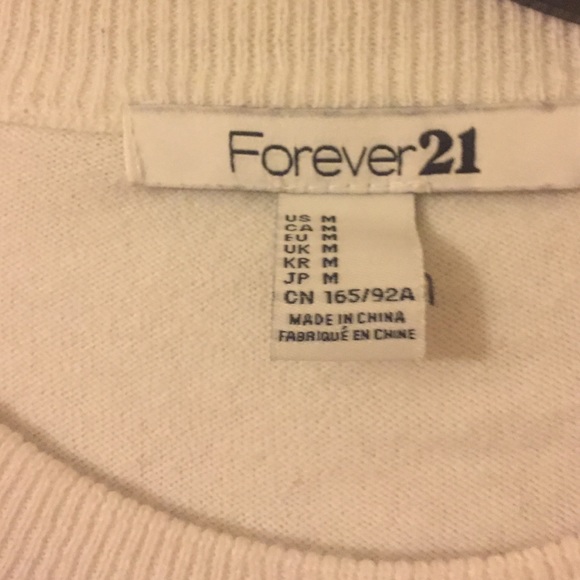 Forever21
US M
CA M
EU M
UK M
KR M
JP M
CN 165/92A
MADE IN CHINA
FABRIQUÉ EN CHINE